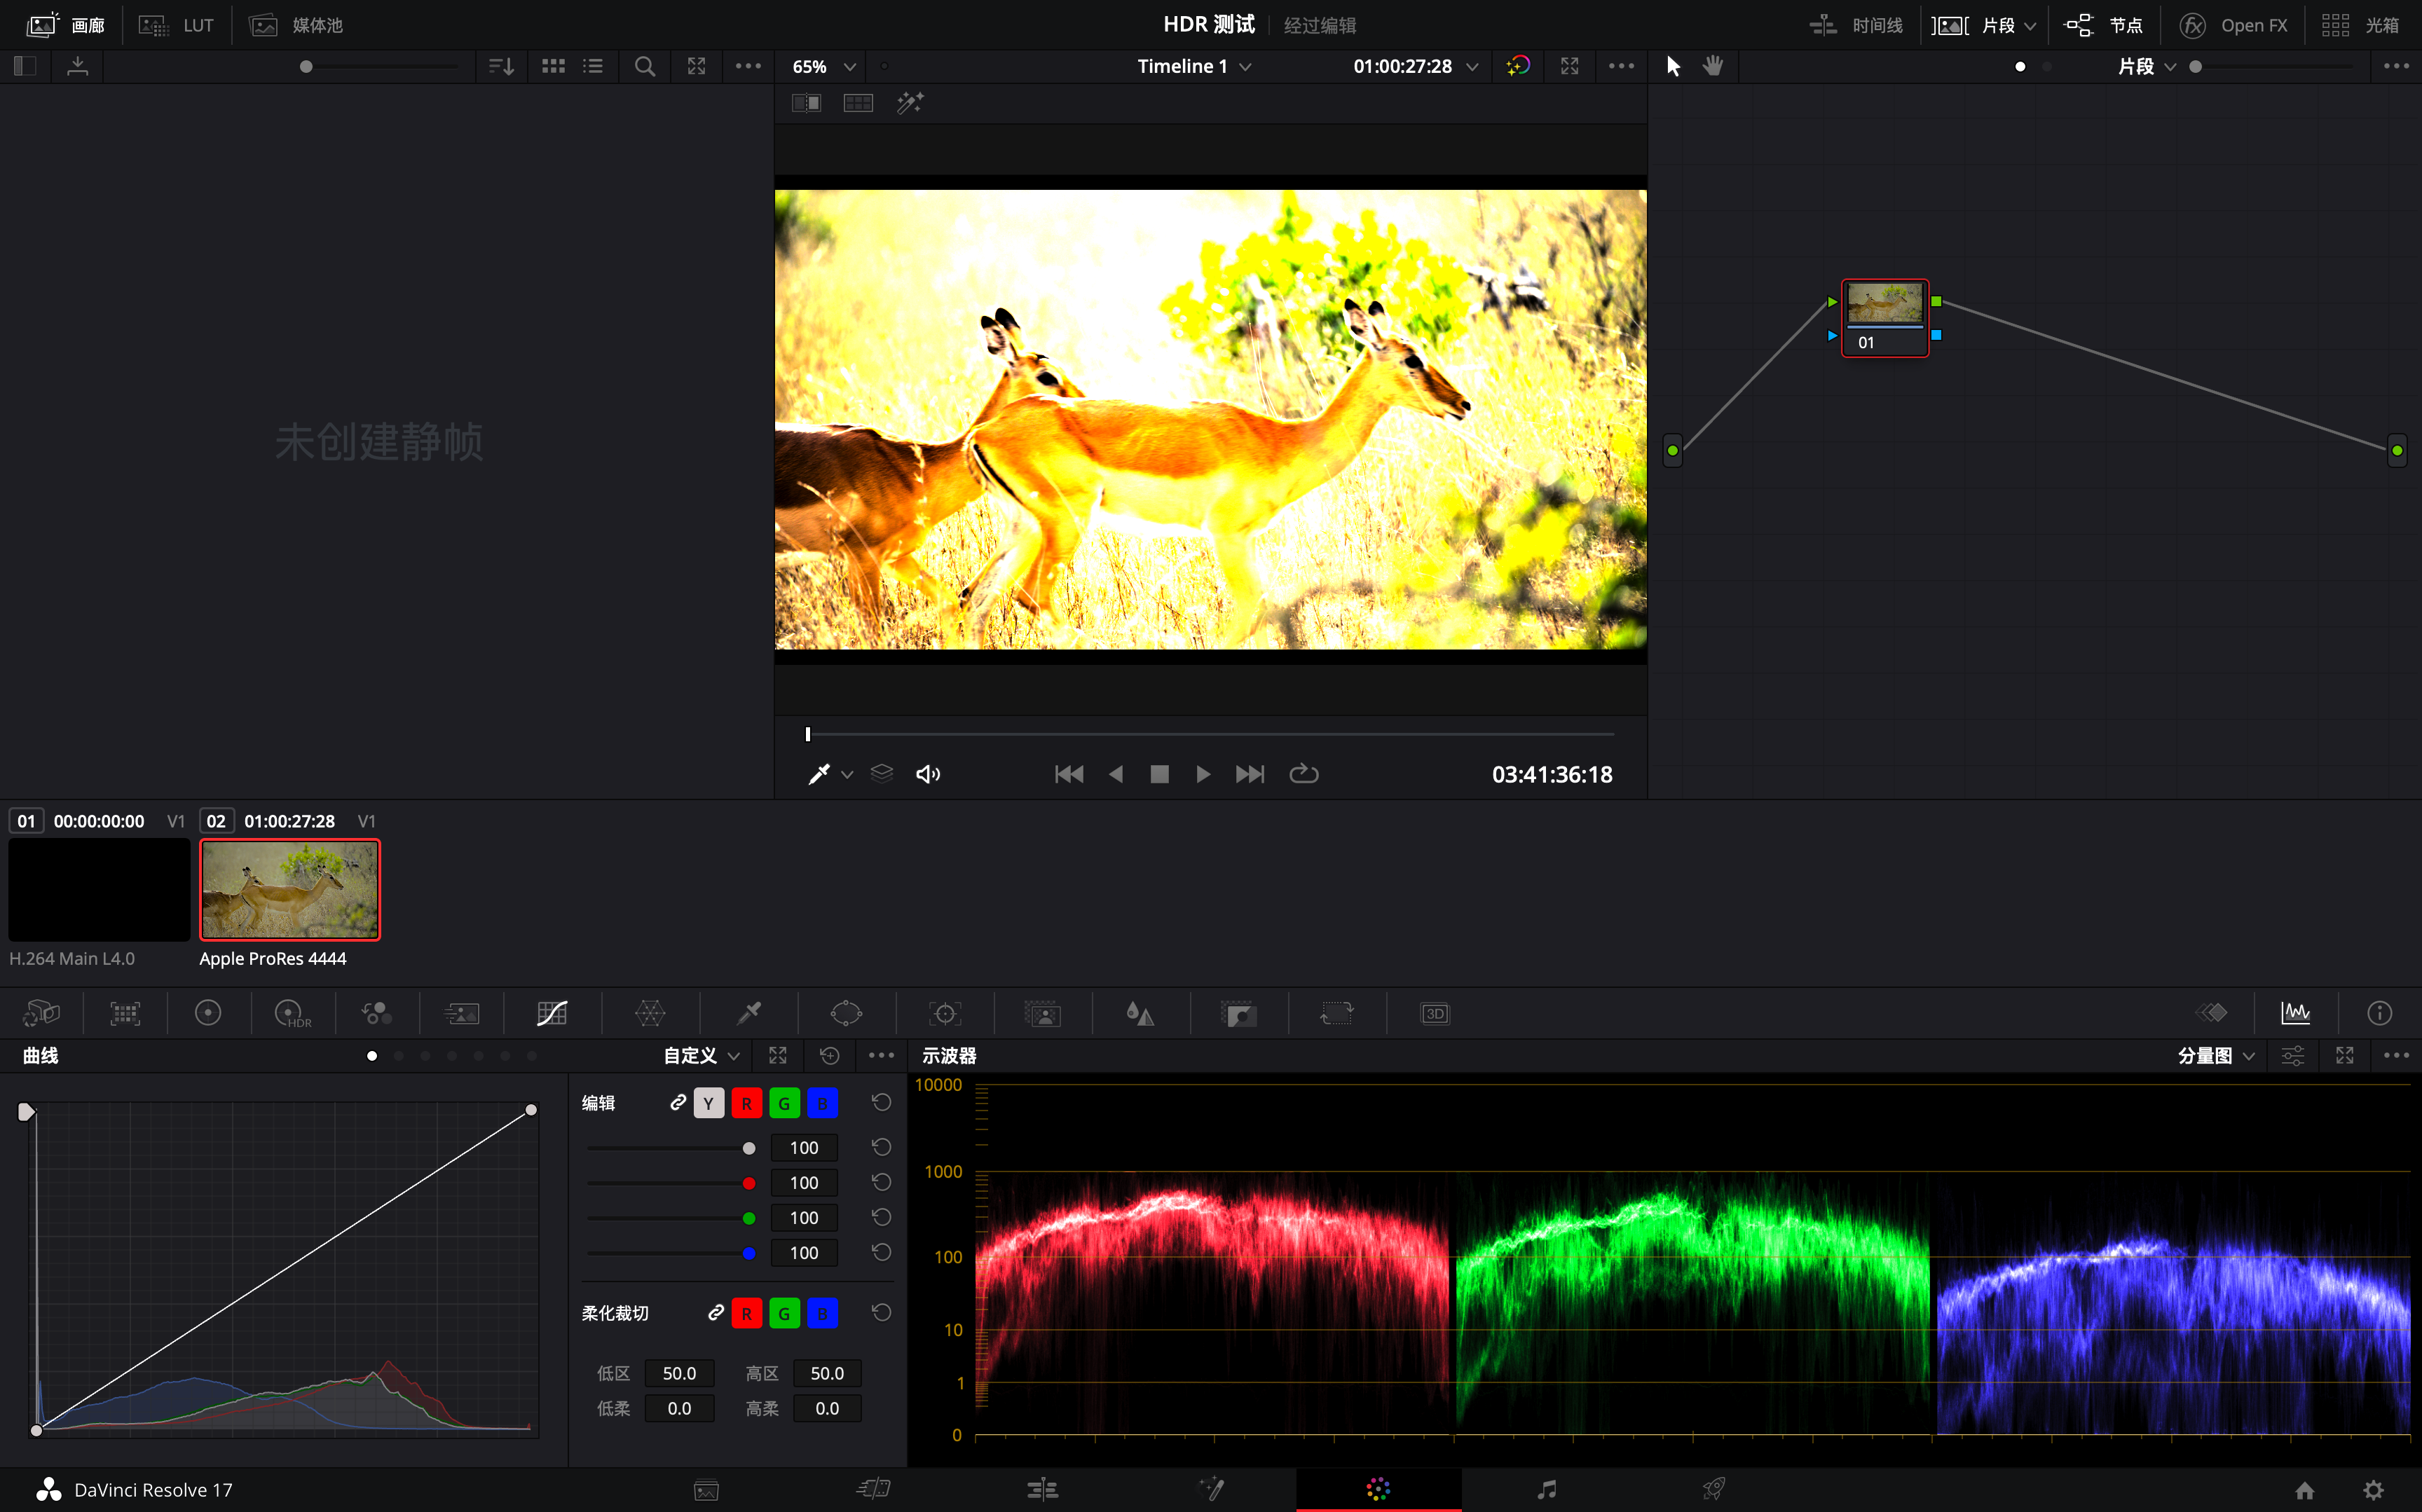 画廊 LUT 媒体池 HDR 测试 经过编辑 时间线 片段 节点 Open FX 光箱
65% Timeline 1 01:00:27:28 片段
未创建静帧
01
03:41:36:18
01 00:00:00:00 V1 02 01:00:27:28 V1
H.264 Main L4.0 Apple ProRes 4444
HDR 3D
曲线 自定义 示波器 分量图
编辑 Y R G B
100
100
100
100
柔化裁切 R G B
低区 50.0 高区 50.0
低柔 0.0 高柔 0.0
10000
1000
100
10
1
0
DaVinci Resolve 17